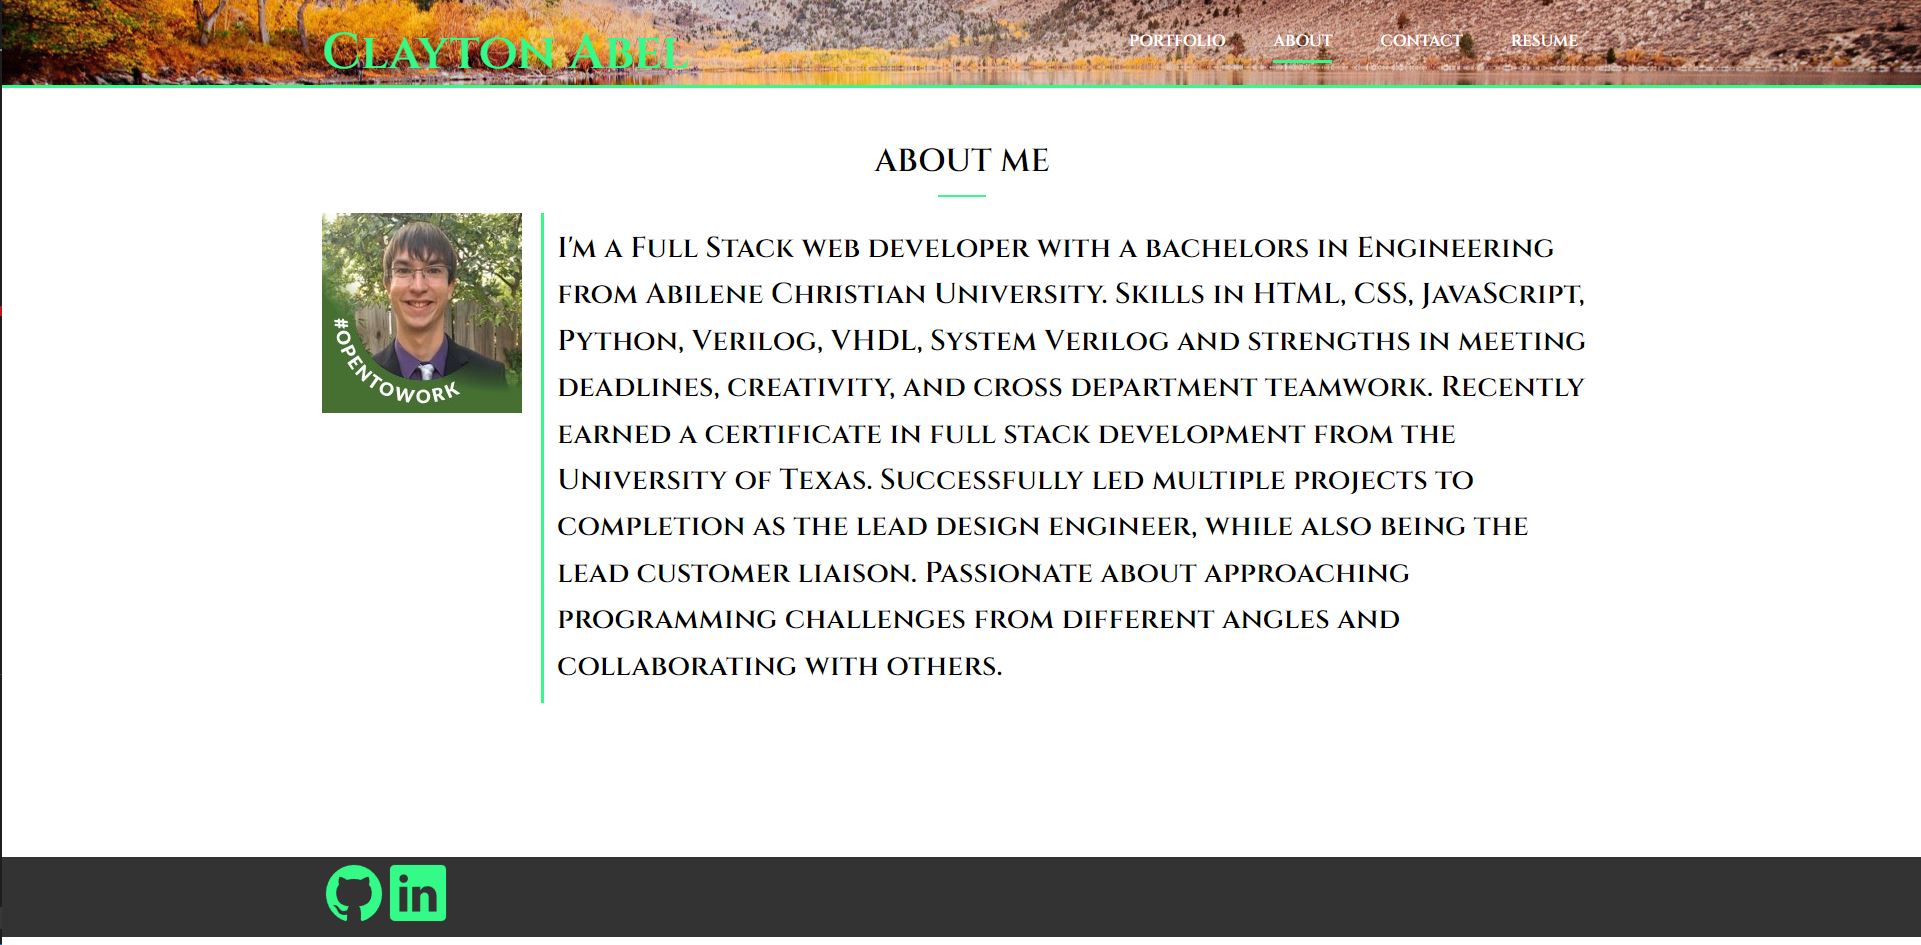 Clayton Abel
PORTFOLIO ABOUT CONTACT RESUME
ABOUT ME
#OPENTOWORK
I'm a Full Stack web developer with a bachelors in Engineering
from Abilene Christian University. Skills in HTML, CSS, JavaScript,
Python, Verilog, VHDL, System Verilog and strengths in meeting
deadlines, creativity, and cross department teamwork. Recently
earned a certificate in full stack development from the
University of Texas. Successfully led multiple projects to
completion as the lead design engineer, while also being the
lead customer liaison. Passionate about approaching
programming challenges from different angles and
collaborating with others.
in